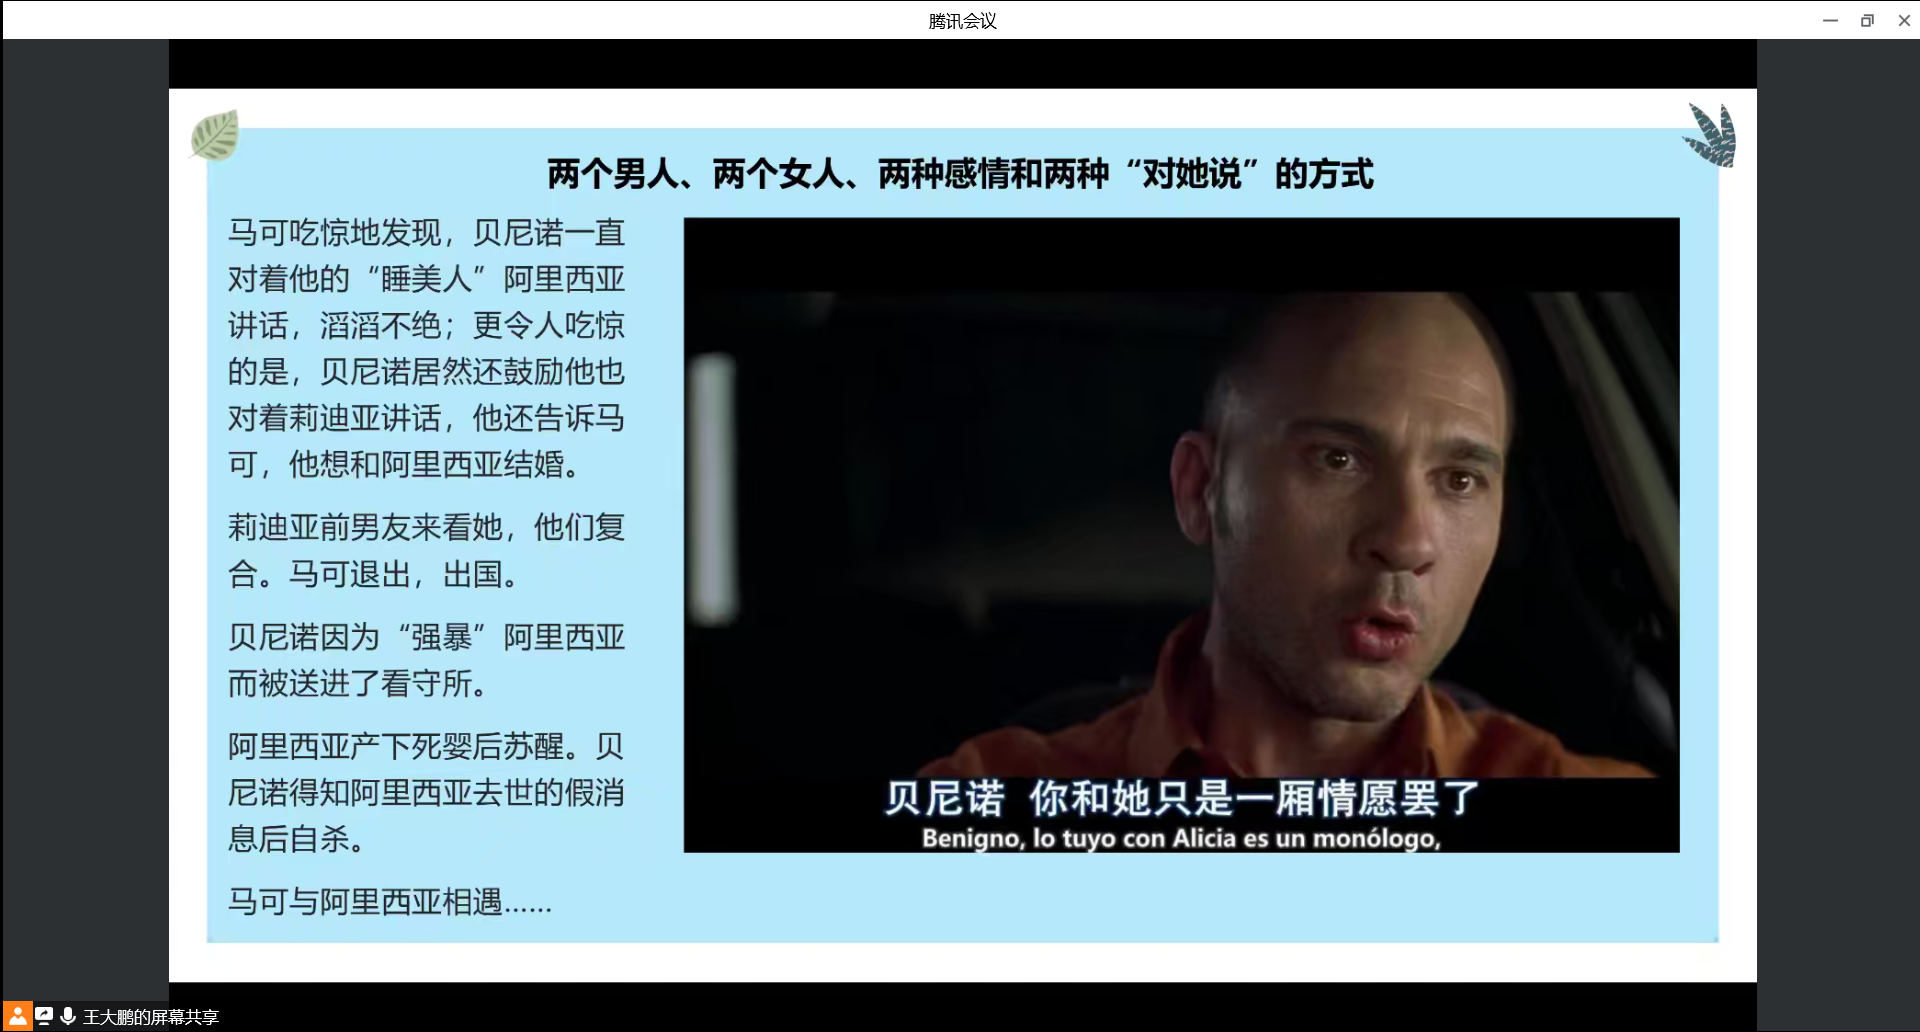 腾讯会议
两个男人、两个女人、两种感情和两种“对她说”的方式
马可吃惊地发现，贝尼诺一直
对着他的“睡美人”阿里西亚
讲话，滔滔不绝；更令人吃惊
的是，贝尼诺居然还鼓励他也
对着莉迪亚讲话，他还告诉马
可，他想和阿里西亚结婚。
莉迪亚前男友来看她，他们复
合。马可退出，出国。
贝尼诺因为“强暴”阿里西亚
而被送进了看守所。
阿里西亚产下死婴后苏醒。贝
尼诺得知阿里西亚去世的假消
息后自杀。
马可与阿里西亚相遇……
贝尼诺 你和她只是一厢情愿罢了
Benigno, lo tuyo con Alicia es un monólogo,
王大鹏的屏幕共享